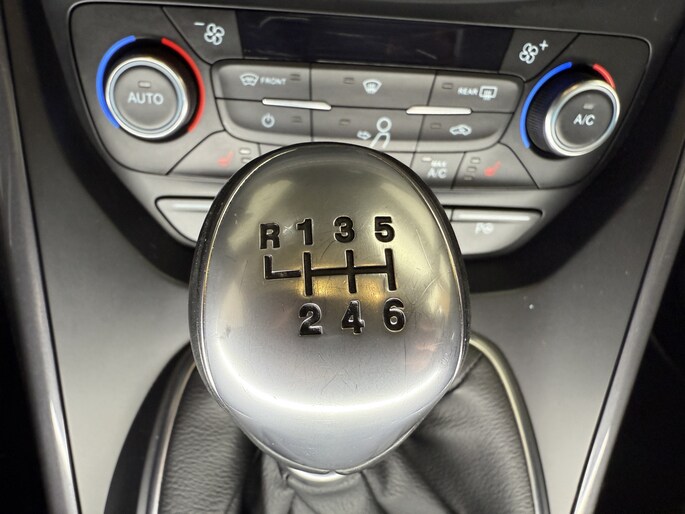 AUTO
FRONT
REAR
A/C
MAX
A/C
R 1 3 5
2 4 6